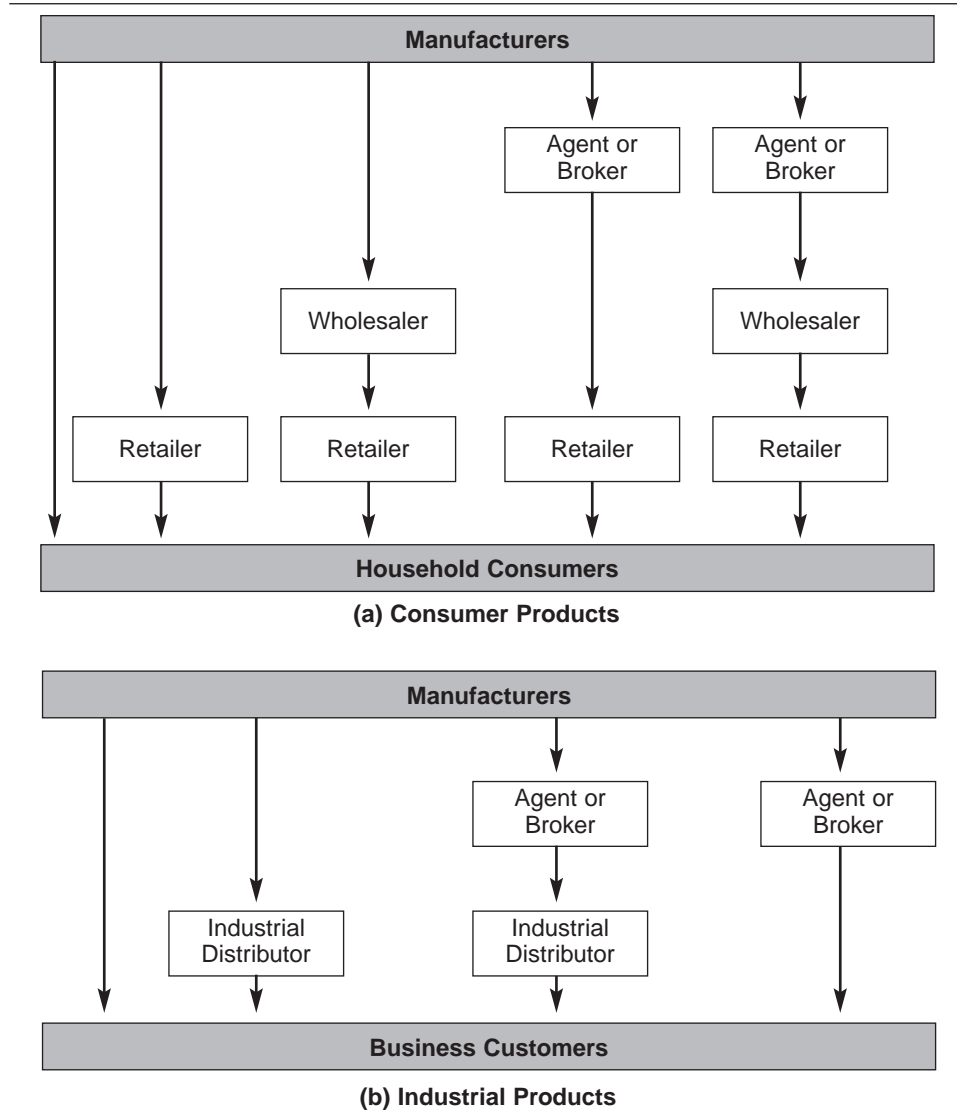 Manufacturers
Agent or
Broker
Agent or
Broker
Wholesaler
Wholesaler
Retailer
Retailer
Retailer
Retailer
Household Consumers
(a) Consumer Products
Manufacturers
Agent or
Broker
Agent or
Broker
Industrial
Distributor
Industrial
Distributor
Business Customers
(b) Industrial Products